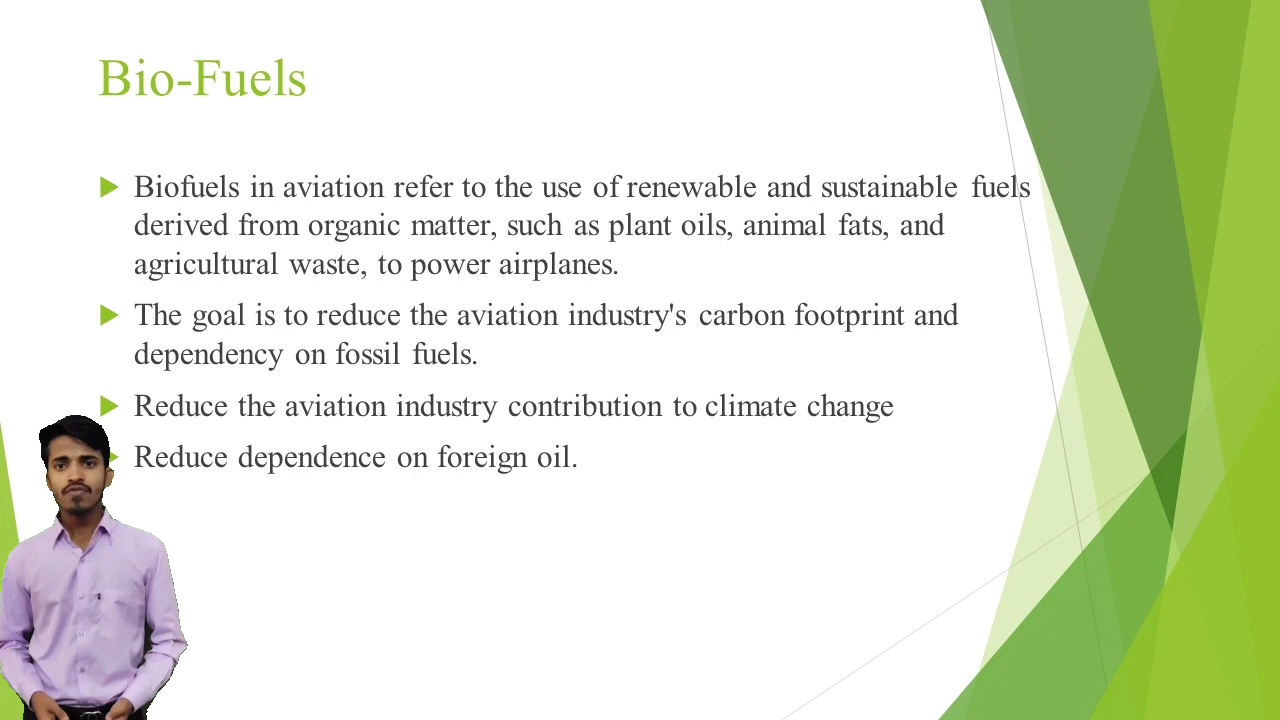 Bio-Fuels
Biofuels in aviation refer to the use of renewable and sustainable fuels
derived from organic matter, such as plant oils, animal fats, and
agricultural waste, to power airplanes.
The goal is to reduce the aviation industry's carbon footprint and
dependency on fossil fuels.
Reduce the aviation industry contribution to climate change
Reduce dependence on foreign oil.